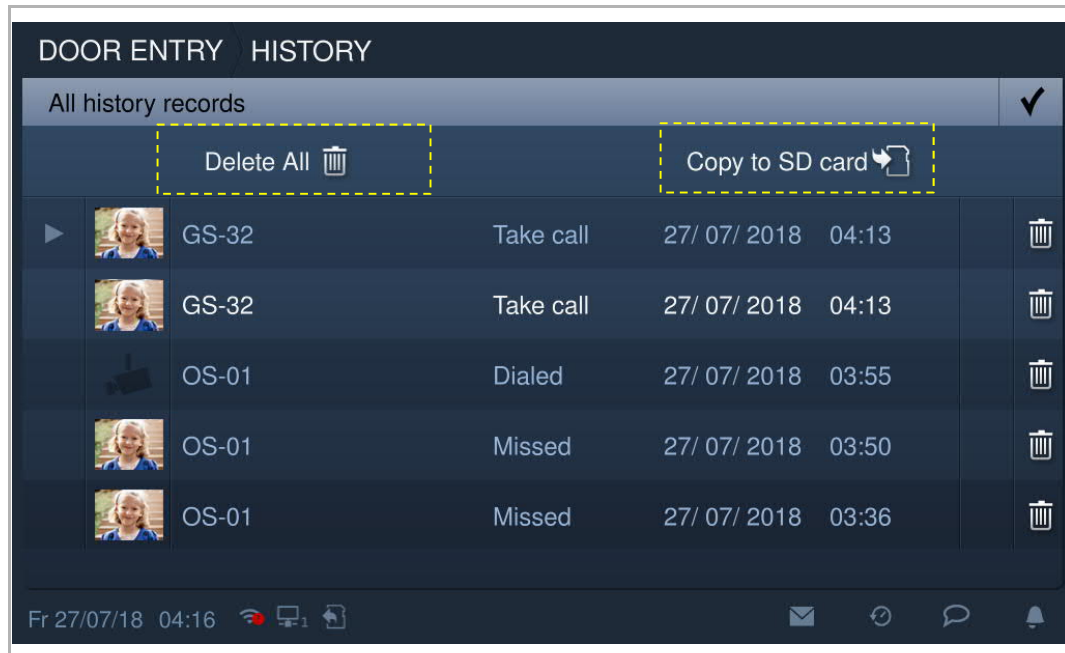 DOOR ENTRY HISTORY
All history records
Delete All Copy to SD card
GS-32 Take call 27/ 07/ 2018 04:13
GS-32 Take call 27/ 07/ 2018 04:13
OS-01 Dialed 27/ 07/ 2018 03:55
OS-01 Missed 27/ 07/ 2018 03:50
OS-01 Missed 27/ 07/ 2018 03:36
Fr 27/07/18 04:16 1